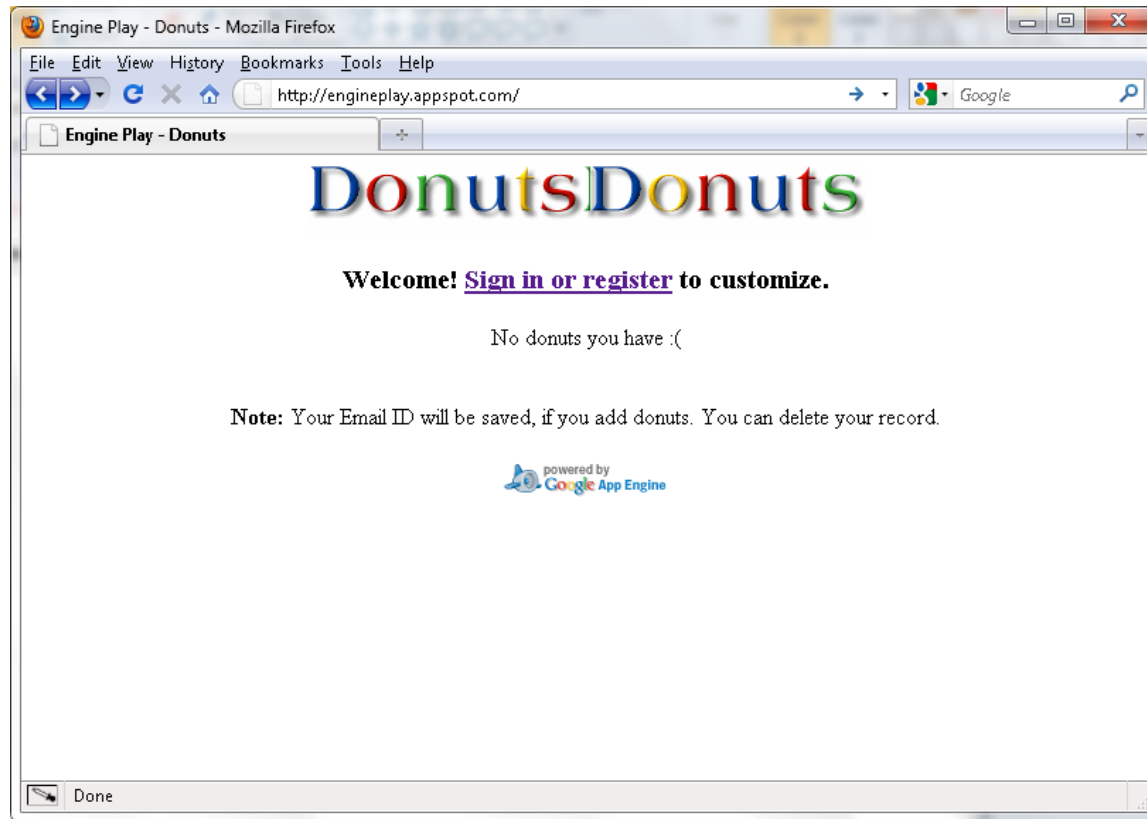 Engine Play - Donuts - Mozilla Firefox
File Edit View History Bookmarks Tools Help
http://engineplay.appspot.com/ Google
Engine Play - Donuts
Donuts Donuts
Welcome! Sign in or register to customize.
No donuts you have :(
Note: Your Email ID will be saved, if you add donuts. You can delete your record.
powered by
Google App Engine
Done